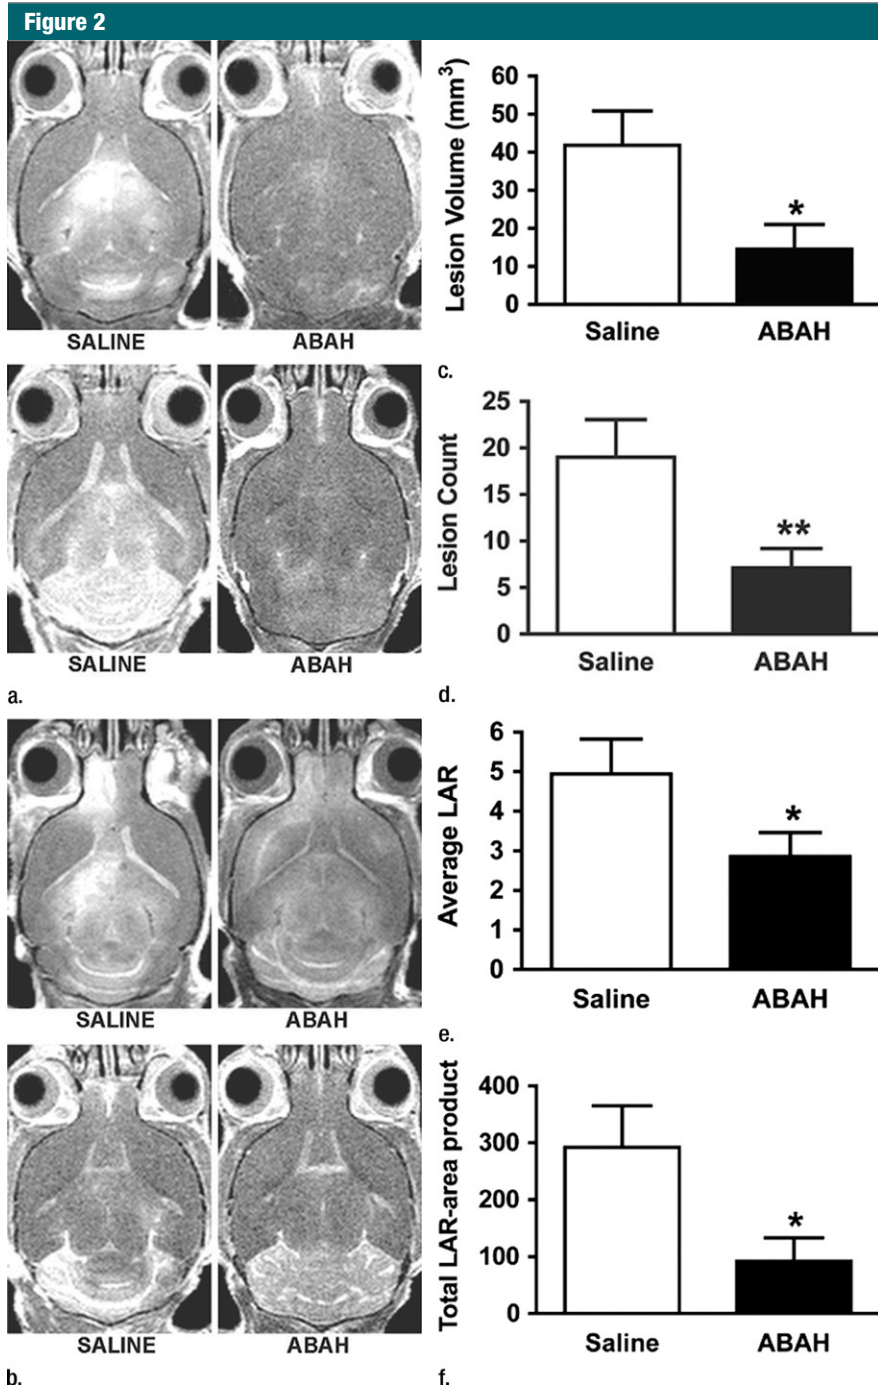 Figure 2
SALINE
ABAH
SALINE
ABAH
a.
SALINE
ABAH
SALINE
ABAH
b.
Lesion Volume (mm³)
60
50
40
30
20
10
0
*
Saline
ABAH
c.
Lesion Count
25
20
15
10
5
0
**
Saline
ABAH
d.
Average LAR
6
5
4
3
2
1
0
*
Saline
ABAH
e.
Total LAR-area product
400
300
200
100
0
*
Saline
ABAH
f.